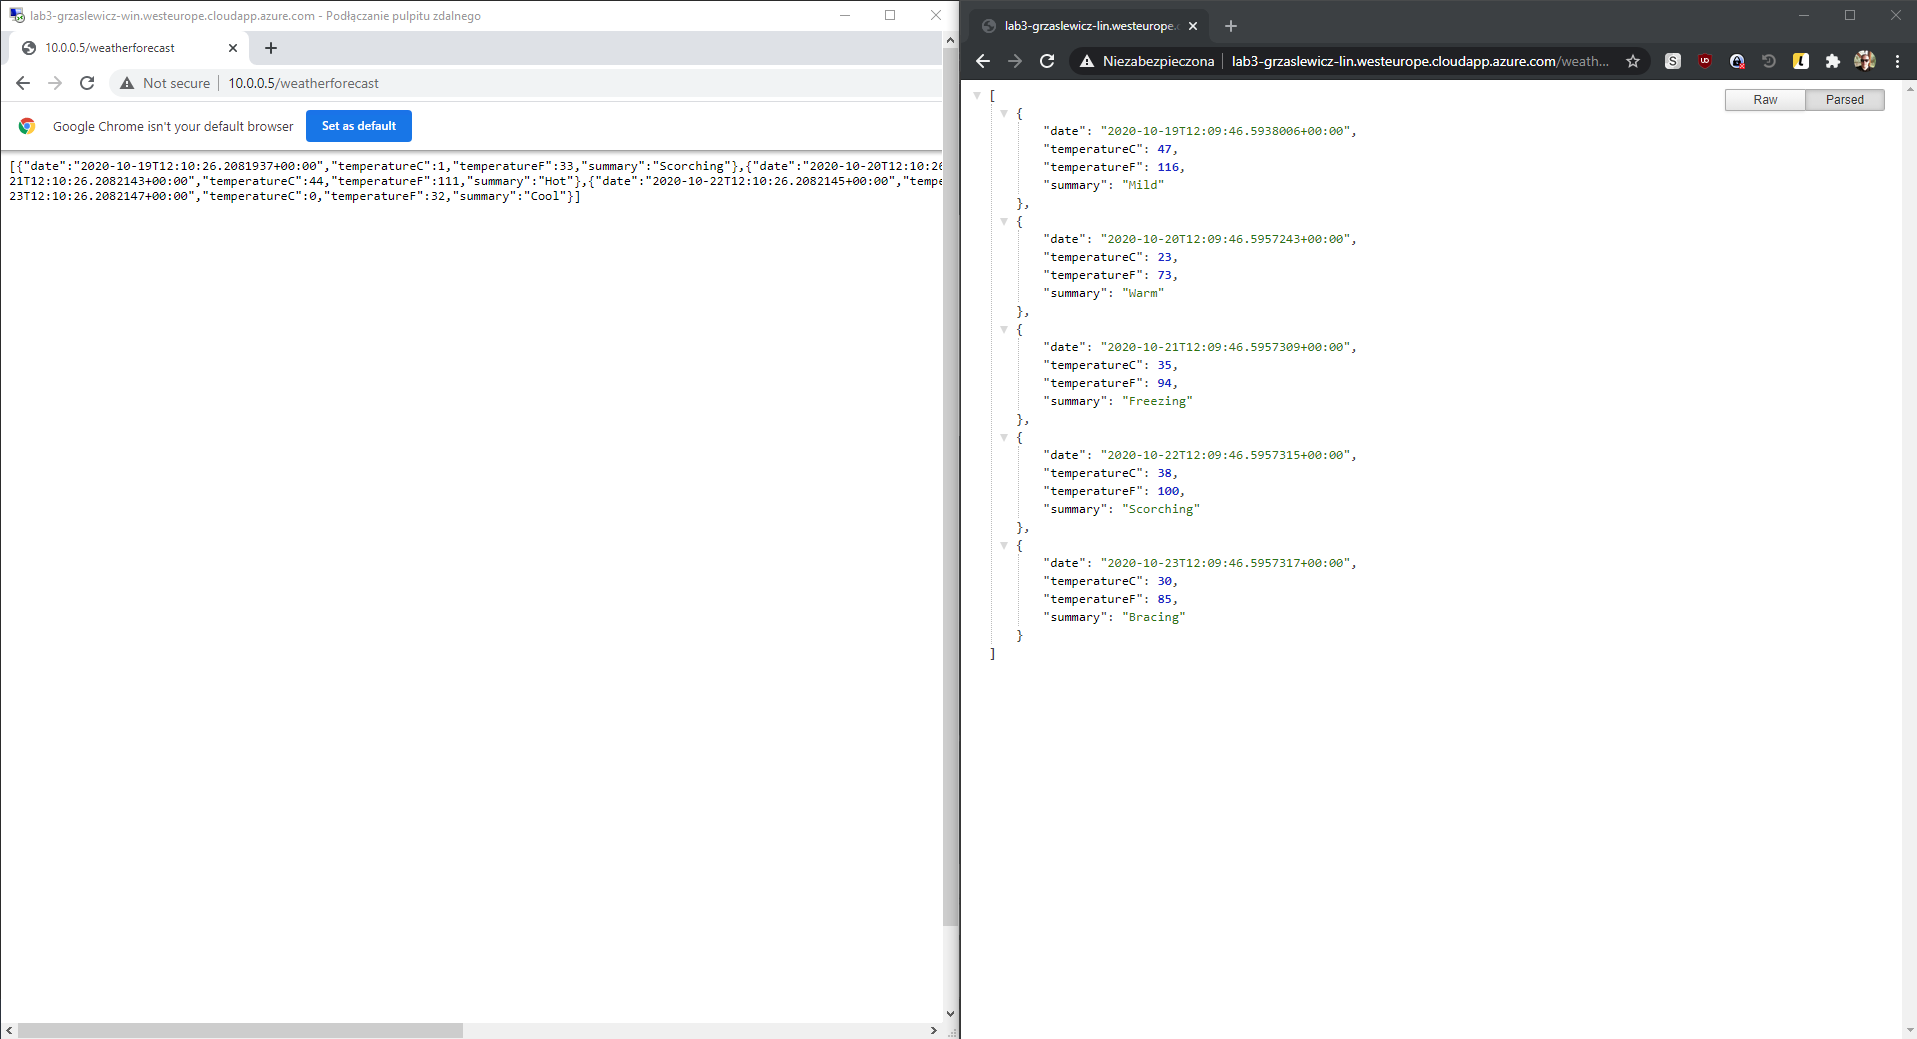 lab3-grzaslewicz-win.westeurope.cloudapp.azure.com - Podłączanie pulpitu zdalnego
10.0.0.5/weatherforecast
Not secure 10.0.0.5/weatherforecast
Google Chrome isn't your default browser Set as default
[{"date":"2020-10-19T12:10:26.2081937+00:00","temperatureC":1,"temperatureF":33,"summary":"Scorching"},{"date":"2020-10-20T12:10:26
21T12:10:26.2082143+00:00","temperatureC":44,"temperatureF":111,"summary":"Hot"},{"date":"2020-10-22T12:10:26.2082145+00:00","tempe
23T12:10:26.2082147+00:00","temperatureC":0,"temperatureF":32,"summary":"Cool"}]
lab3-grzaslewicz-lin.westeurope.c
Niezabezpieczona lab3-grzaslewicz-lin.westeurope.cloudapp.azure.com/weath...
Raw Parsed
[
{
"date": "2020-10-19T12:09:46.5938006+00:00",
"temperatureC": 47,
"temperatureF": 116,
"summary": "Mild"
},
{
"date": "2020-10-20T12:09:46.5957243+00:00",
"temperatureC": 23,
"temperatureF": 73,
"summary": "Warm"
},
{
"date": "2020-10-21T12:09:46.5957309+00:00",
"temperatureC": 35,
"temperatureF": 94,
"summary": "Freezing"
},
{
"date": "2020-10-22T12:09:46.5957315+00:00",
"temperatureC": 38,
"temperatureF": 100,
"summary": "Scorching"
},
{
"date": "2020-10-23T12:09:46.5957317+00:00",
"temperatureC": 30,
"temperatureF": 85,
"summary": "Bracing"
}
]